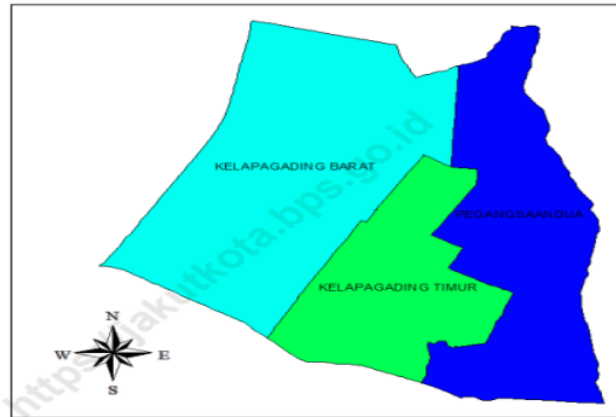 KELAPAGADING BARAT
PEGANGSAANDUA
KELAPAGADING TIMUR
N
W E
S
https://jakutkota.bps.go.id